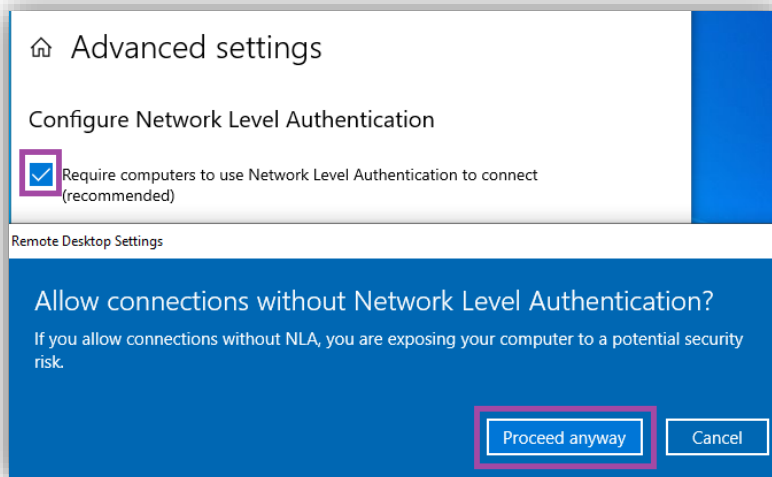 Advanced settings
Configure Network Level Authentication
Require computers to use Network Level Authentication to connect
(recommended)
Remote Desktop Settings
Allow connections without Network Level Authentication?
If you allow connections without NLA, you are exposing your computer to a potential security
risk.
Proceed anyway
Cancel